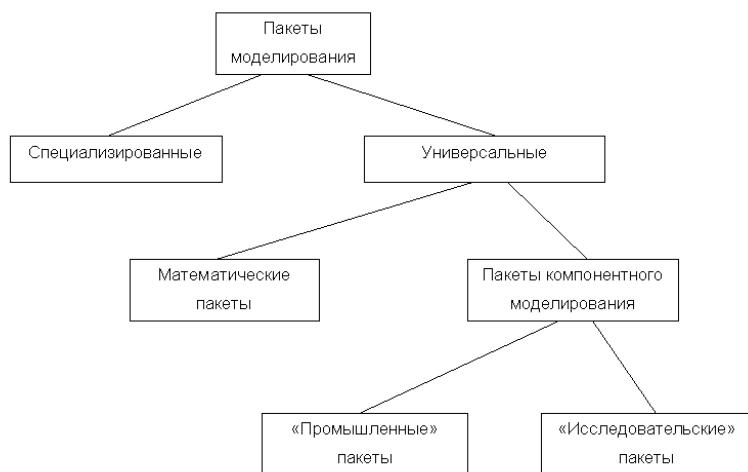 Пакеты
моделирования
Специализированные
Универсальные
Математические
пакеты
Пакеты компонентного
моделирования
«Промышленные»
пакеты
«Исследовательские»
пакеты